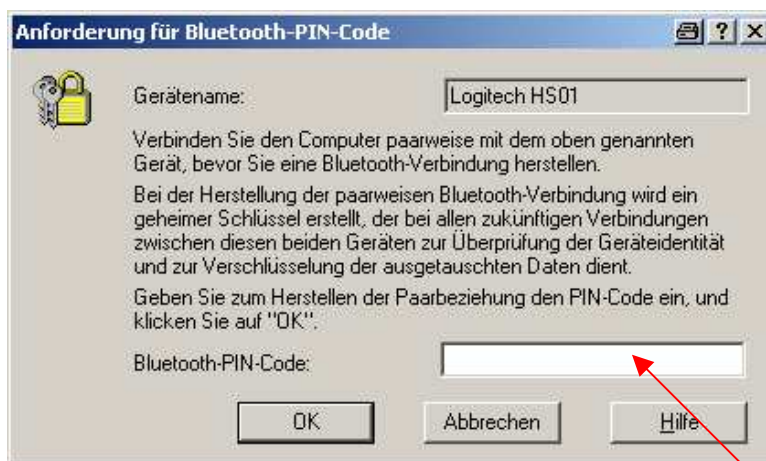 Anforderung für Bluetooth-PIN-Code
Gerätename: Logitech HS01
Verbinden Sie den Computer paarweise mit dem oben genannten
Gerät, bevor Sie eine Bluetooth-Verbindung herstellen.
Bei der Herstellung der paarweisen Bluetooth-Verbindung wird ein
geheimer Schlüssel erstellt, der bei allen zukünftigen Verbindungen
zwischen diesen beiden Geräten zur Überprüfung der Geräteidentität
und zur Verschlüsselung der ausgetauschten Daten dient.
Geben Sie zum Herstellen der Paarbeziehung den PIN-Code ein, und
klicken Sie auf "OK".
Bluetooth-PIN-Code:
OK Abbrechen Hilfe